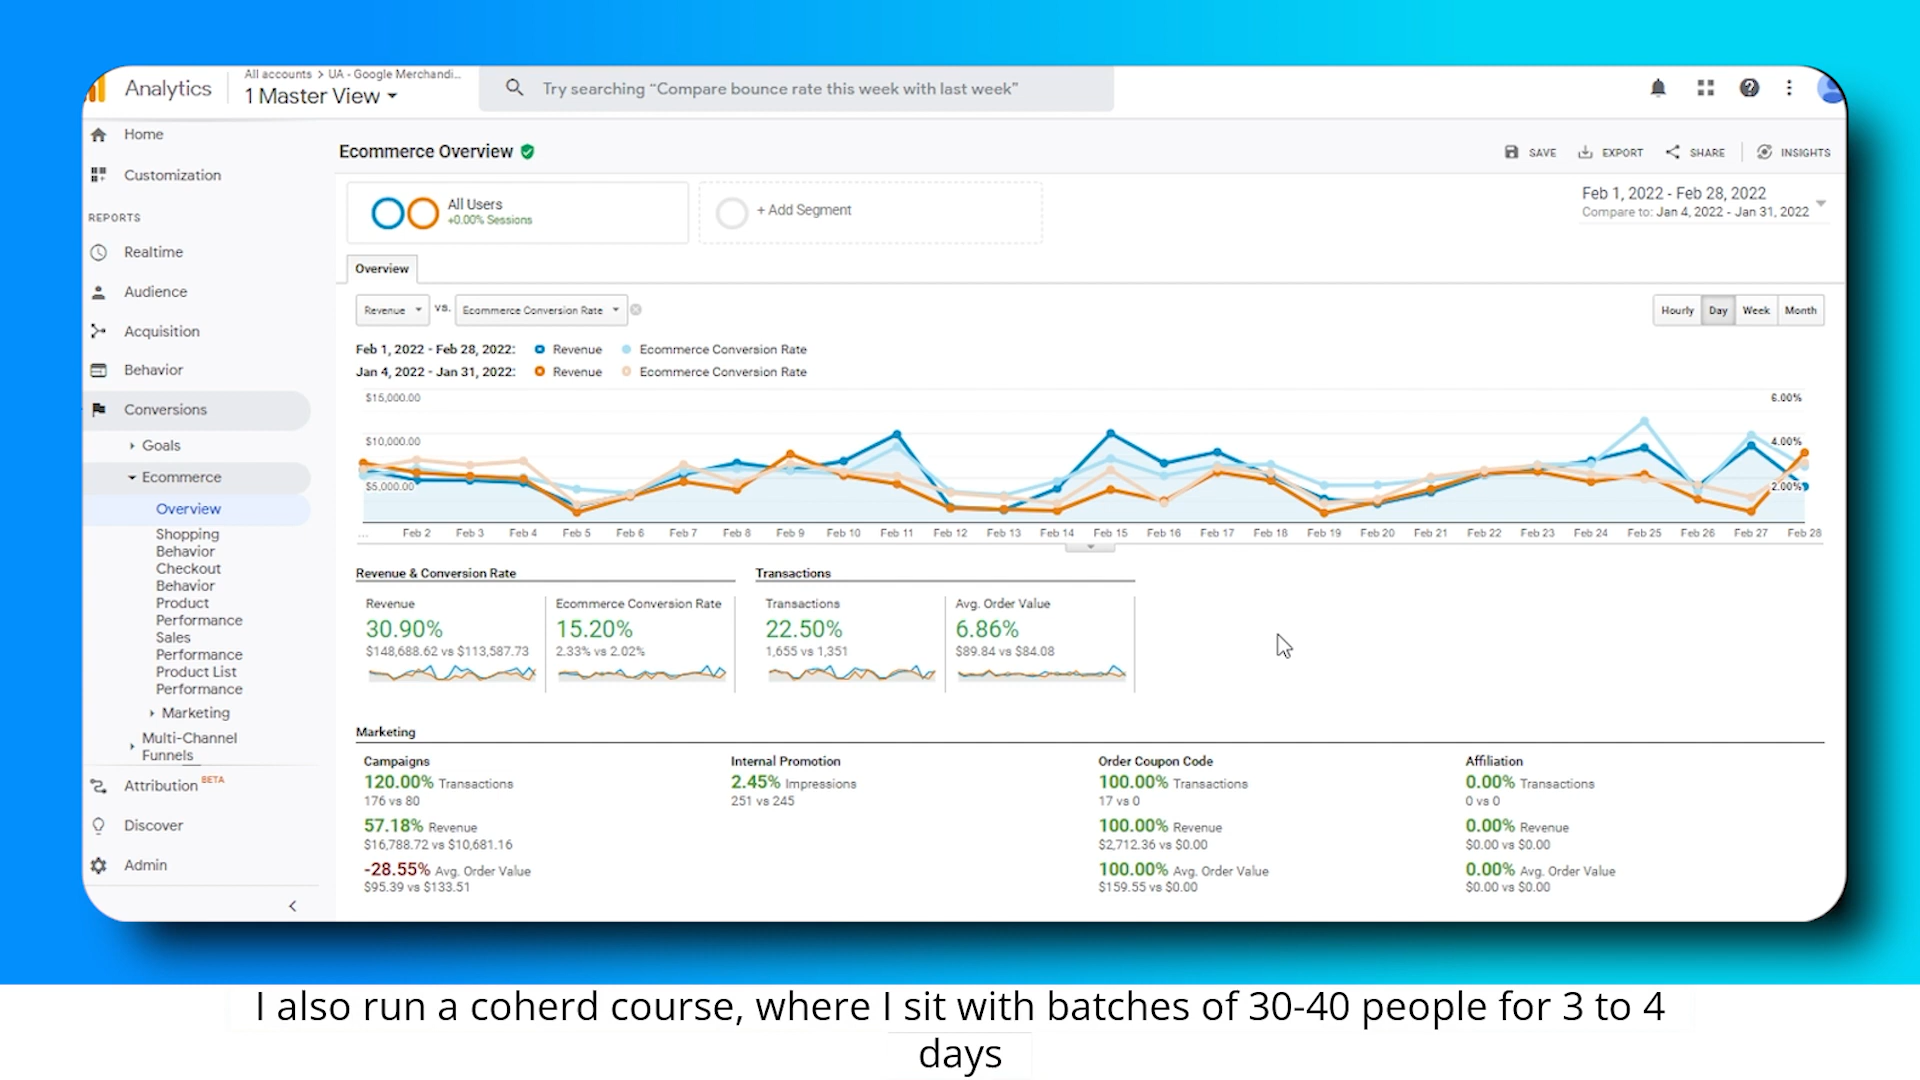 Analytics
All accounts > UA - Google Merchandi...
1 Master View
Try searching “Compare bounce rate this week with last week”
Home
Customization
REPORTS
Realtime
Audience
Acquisition
Behavior
Conversions
Goals
Ecommerce
Overview
Shopping
Behavior
Checkout
Behavior
Product
Performance
Sales
Performance
Product List
Performance
Marketing
Multi-Channel
Funnels
Attribution BETA
Discover
Admin
Ecommerce Overview
SAVE EXPORT SHARE INSIGHTS
All Users
+0.00% Sessions
+ Add Segment
Feb 1, 2022 - Feb 28, 2022
Compare to: Jan 4, 2022 - Jan 31, 2022
Overview
Revenue vs. Ecommerce Conversion Rate
Hourly Day Week Month
Feb 1, 2022 - Feb 28, 2022: Revenue Ecommerce Conversion Rate
Jan 4, 2022 - Jan 31, 2022: Revenue Ecommerce Conversion Rate
$15,000.00 6.00%
$10,000.00 4.00%
$5,000.00 2.00%
... Feb 2 Feb 3 Feb 4 Feb 5 Feb 6 Feb 7 Feb 8 Feb 9 Feb 10 Feb 11 Feb 12 Feb 13 Feb 14 Feb 15 Feb 16 Feb 17 Feb 18 Feb 19 Feb 20 Feb 21 Feb 22 Feb 23 Feb 24 Feb 25 Feb 26 Feb 27 Feb 28
Revenue & Conversion Rate
Revenue
30.90%
$148,688.62 vs $113,587.73
Ecommerce Conversion Rate
15.20%
2.33% vs 2.02%
Transactions
Transactions
22.50%
1,655 vs 1,351
Avg. Order Value
6.86%
$89.84 vs $84.08
Marketing
Campaigns
120.00% Transactions
176 vs 80
57.18% Revenue
$16,788.72 vs $10,681.16
-28.55% Avg. Order Value
$95.39 vs $133.51
Internal Promotion
2.45% Impressions
251 vs 245
Order Coupon Code
100.00% Transactions
17 vs 0
100.00% Revenue
$2,712.36 vs $0.00
100.00% Avg. Order Value
$159.55 vs $0.00
Affiliation
0.00% Transactions
0 vs 0
0.00% Revenue
$0.00 vs $0.00
0.00% Avg. Order Value
$0.00 vs $0.00
I also run a coherd course, where I sit with batches of 30-40 people for 3 to 4
days